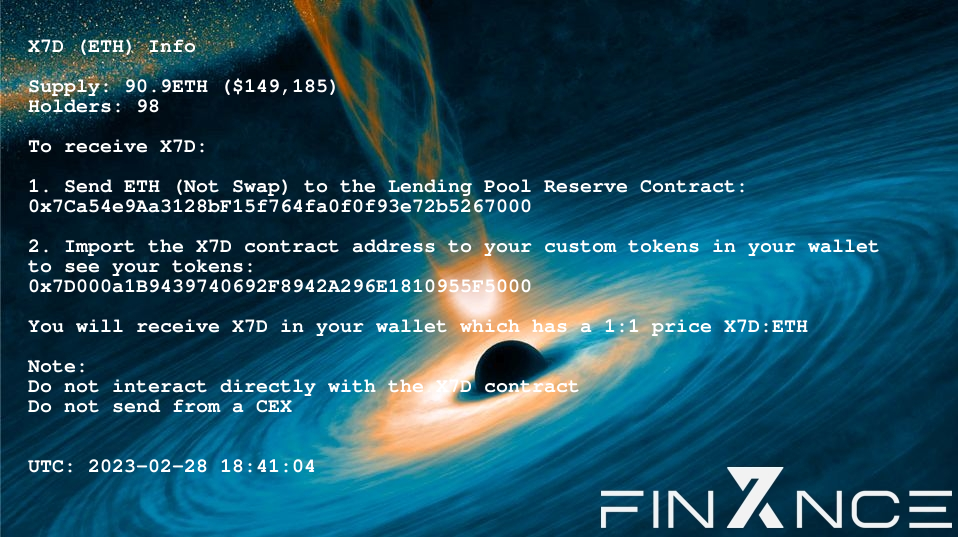 X7D (ETH) Info
Supply: 90.9ETH ($149,185)
Holders: 98
To receive X7D:
1. Send ETH (Not Swap) to the Lending Pool Reserve Contract:
0x7Ca54e9Aa3128bF15f764fa0f0f93e72b5267000
2. Import the X7D contract address to your custom tokens in your wallet
to see your tokens:
0x7D000a1B9439740692F8942A296E1810955F5000
You will receive X7D in your wallet which has a 1:1 price X7D:ETH
Note:
Do not interact directly with the X7D contract
Do not send from a CEX
UTC: 2023-02-28 18:41:04
FINANCE